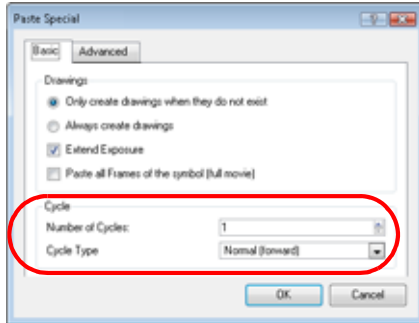 Paste Special
Basic Advanced
Drawings
Only create drawings when they do not exist
Always create drawings
Extend Exposure
Paste all Frames of the symbol (full movie)
Cycle
Number of Cycles: 1
Cycle Type Normal (forward)
OK Cancel